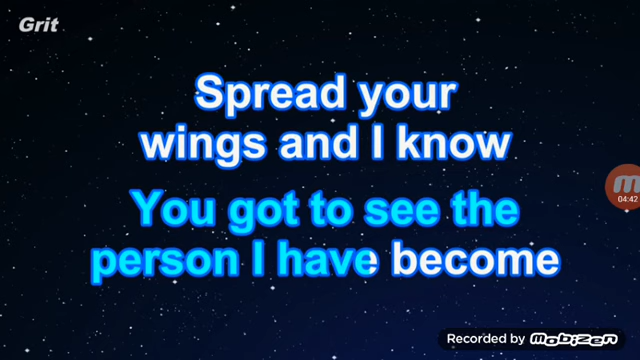 Grit
Spread your
wings and I know
You got to see the
person I have become
04:42
Recorded by mobizen